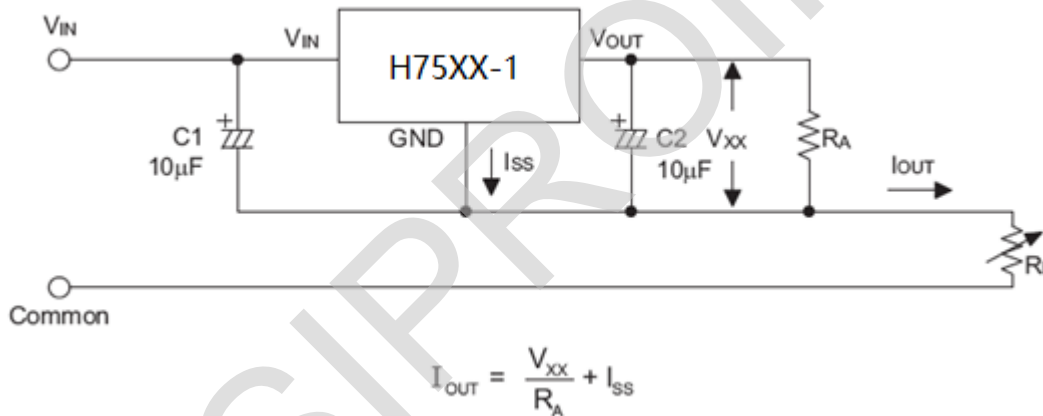 VIN
VIN
H75XX-1
VOUT
C1
10μF
GND
ISS
C2
10μF
VXX
RA
IOUT
Common
IOUT = VXX / RA + ISS